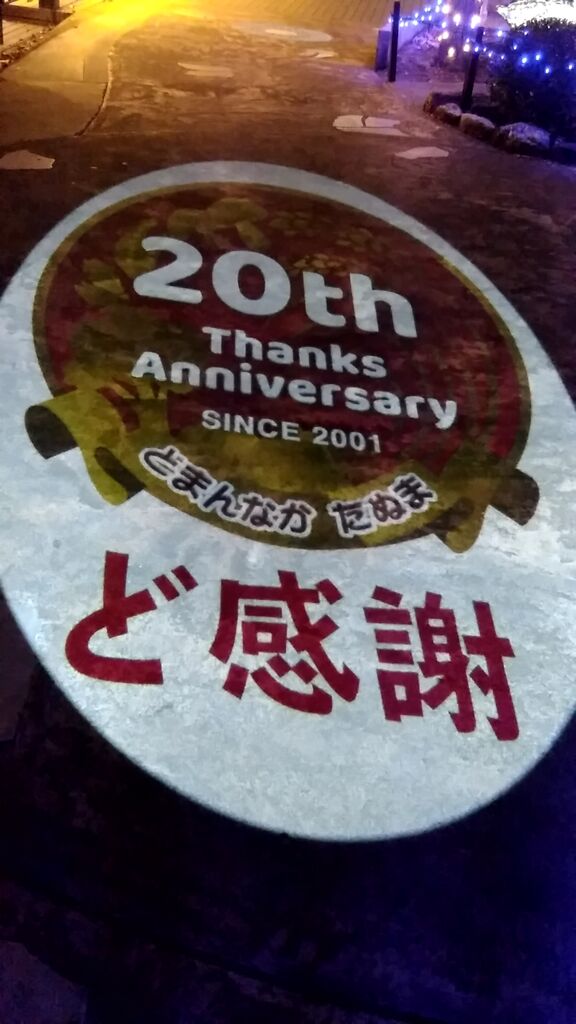 20th
Thanks
Anniversary
SINCE 2001
どまんなか たぬま
ど感謝